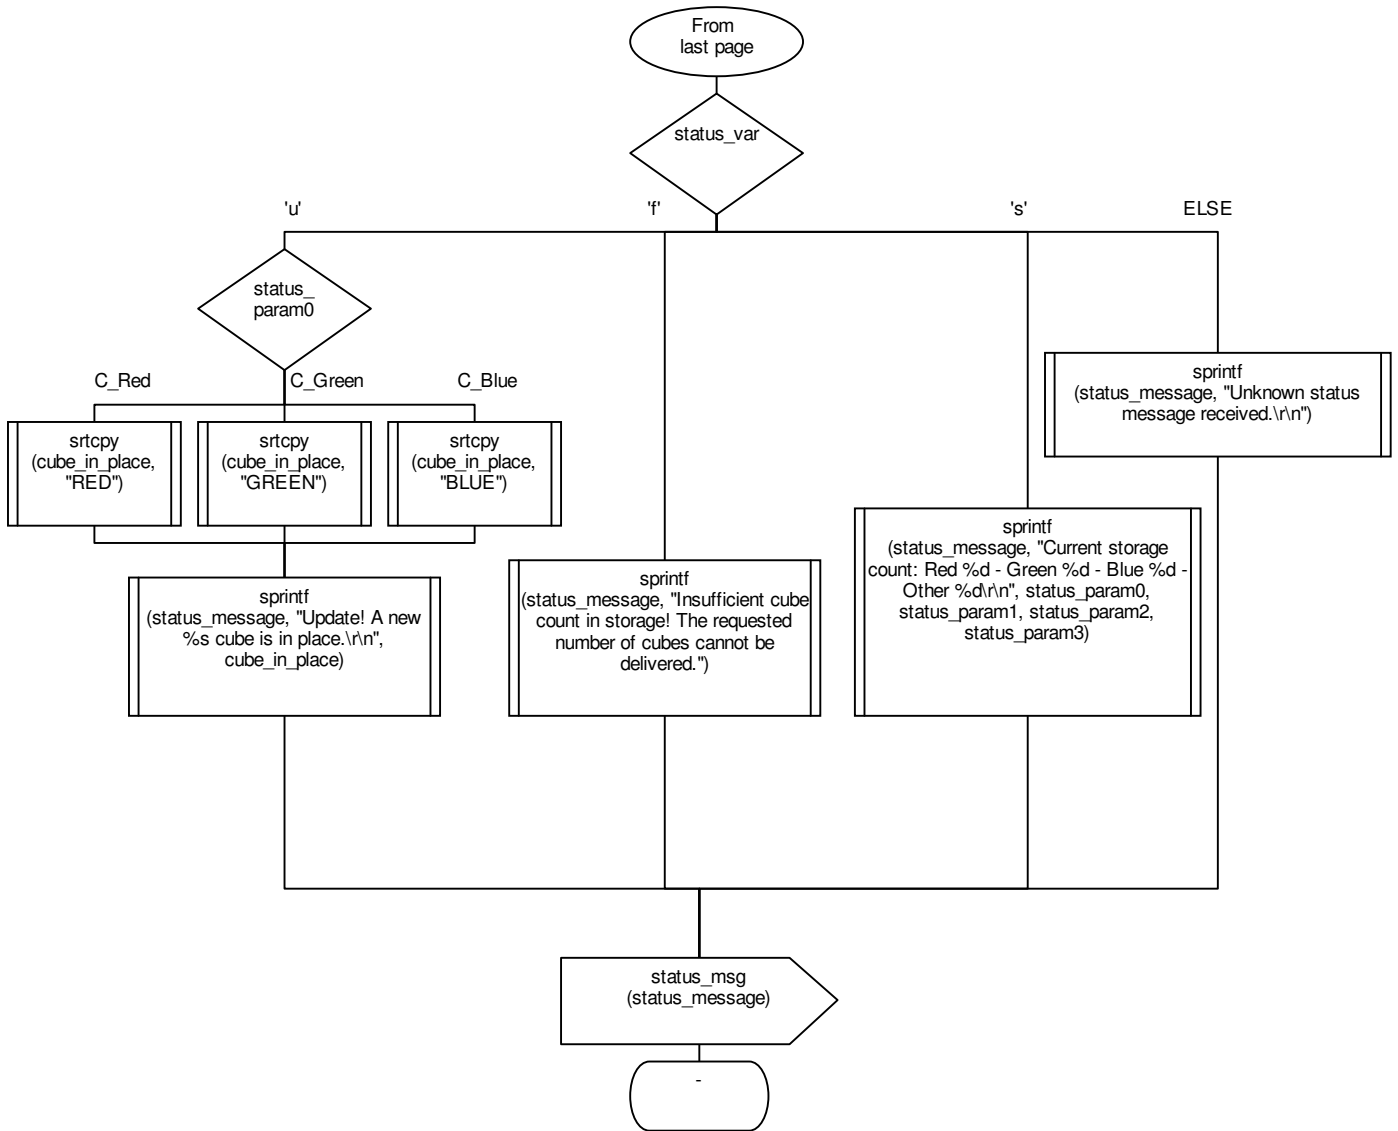 From
last page
status_var
'u'
'f'
's'
ELSE
status_
param0
C_Red
C_Green
C_Blue
srtcpy
(cube_in_place,
"RED")
srtcpy
(cube_in_place,
"GREEN")
srtcpy
(cube_in_place,
"BLUE")
sprintf
(status_message, "Update! A new
%s cube is in place.\r\n",
cube_in_place)
sprintf
(status_message, "Insufficient cube
count in storage! The requested
number of cubes cannot be
delivered.")
sprintf
(status_message, "Current storage
count: Red %d - Green %d - Blue %d -
Other %d\r\n", status_param0,
status_param1, status_param2,
status_param3)
sprintf
(status_message, "Unknown status
message received.\r\n")
status_msg
(status_message)
-